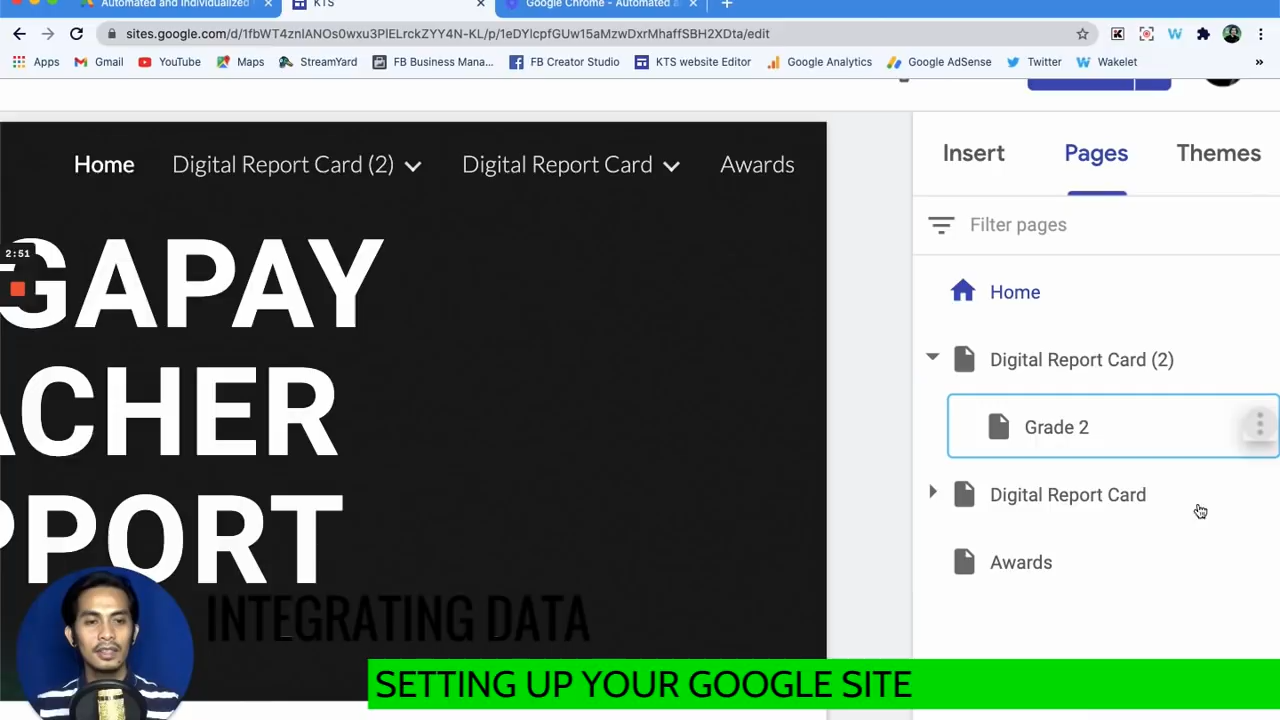 Automated and Individualized
KTS
Google Chrome - Automated a
sites.google.com/d/1fbWT4znlANOs0wxu3PlELrckZYY4N-KL/p/1eDYlcpfGUw15aMzwDxrMhaffSBH2XDta/edit
Apps Gmail YouTube Maps StreamYard FB Business Mana... FB Creator Studio KTS website Editor Google Analytics Google AdSense Twitter Wakelet »
Home Digital Report Card (2) Digital Report Card Awards
Insert Pages Themes
Filter pages
2:51
GAPAY
ACHER
PPORT
INTEGRATING DATA
Home
Digital Report Card (2)
Grade 2
Digital Report Card
Awards
SETTING UP YOUR GOOGLE SITE